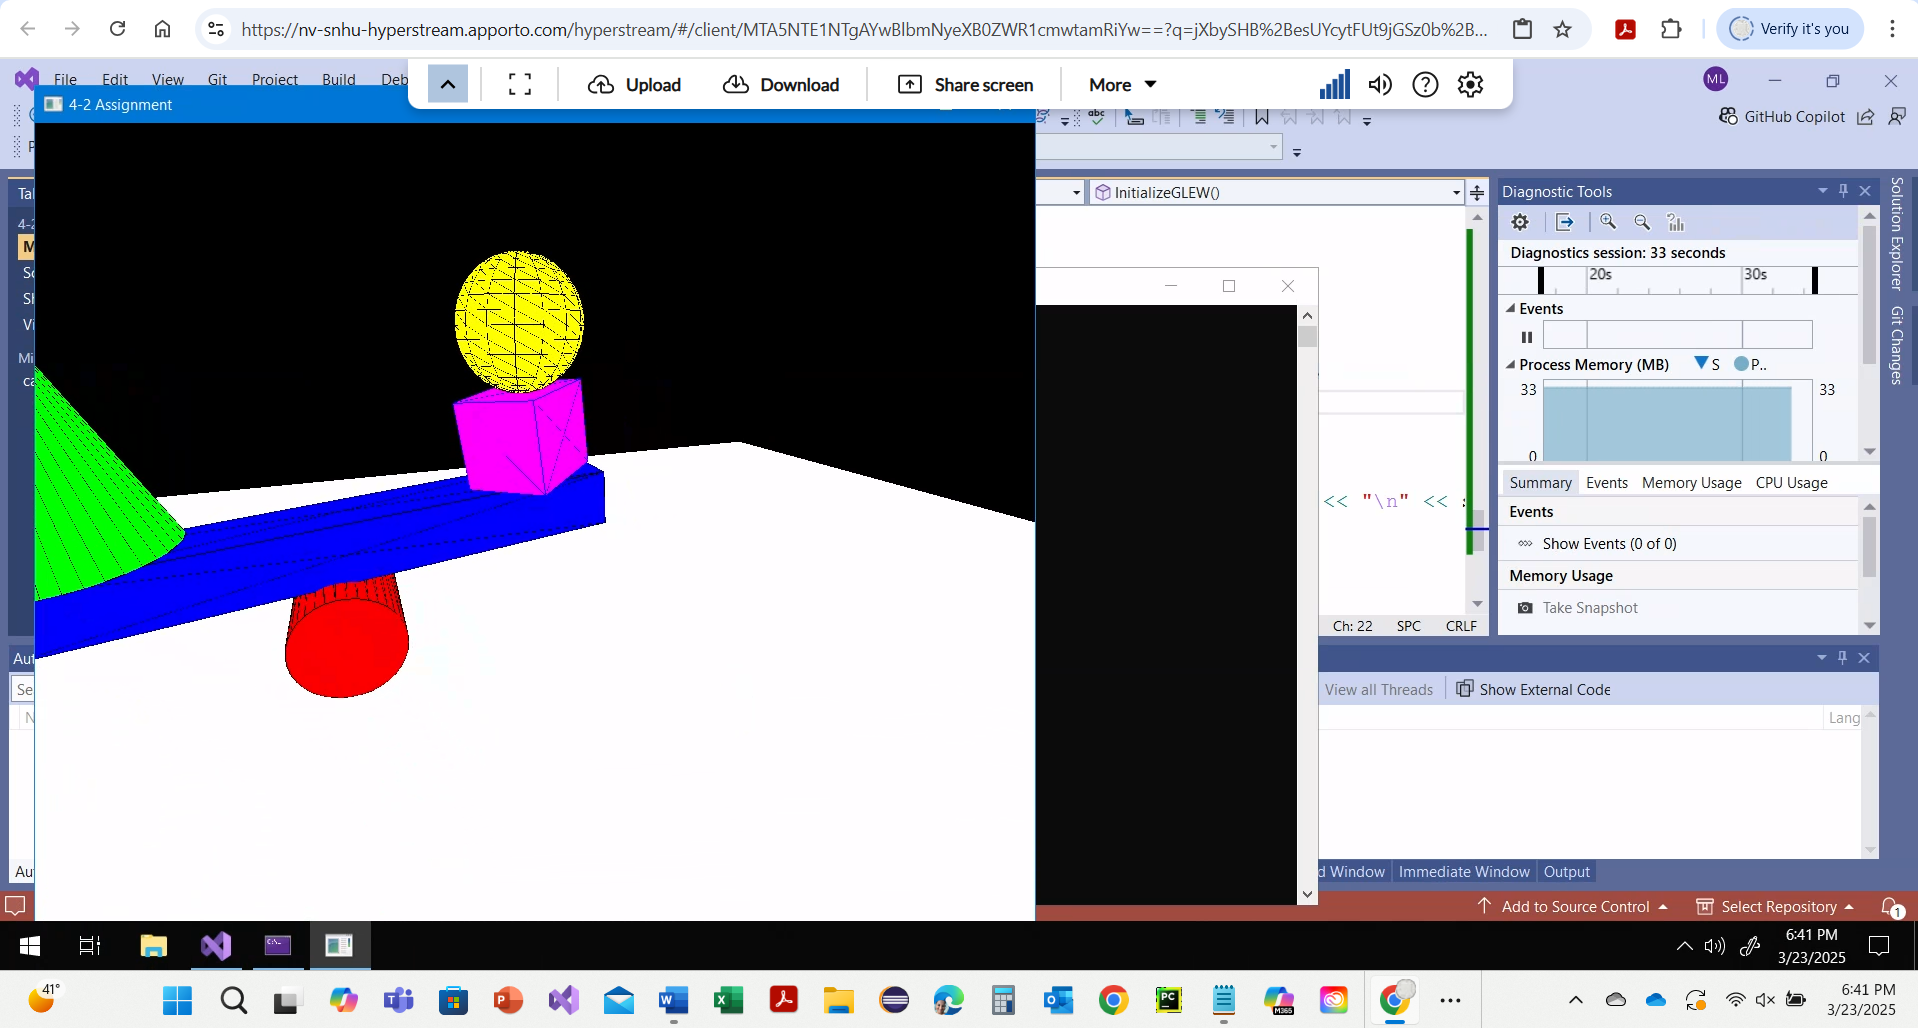 https://nv-snhu-hyperstream.apporto.com/hyperstream/#/client/MTA5NTE1NTgAYwBlbmNyeXB0ZWR1cmwtamRiYw==?q=jXbySHB%2BesUYcytFUt9jGSz0b%2B...
Verify it's you
File Edit View Git Project Build Deb
Upload Download Share screen More
ML
4-2 Assignment
GitHub Copilot
InitializeGLEW()
Diagnostic Tools
Diagnostics session: 33 seconds
20s 30s
Events
Process Memory (MB) S P..
33 33
0 0
Summary Events Memory Usage CPU Usage
<< "\n" <<
Events
Show Events (0 of 0)
Memory Usage
Take Snapshot
Ch: 22 SPC CRLF
Solution Explorer
Git Changes
View all Threads Show External Code
Lang
d Window Immediate Window Output
Add to Source Control Select Repository
1
6:41 PM
3/23/2025
41°
6:41 PM
3/23/2025